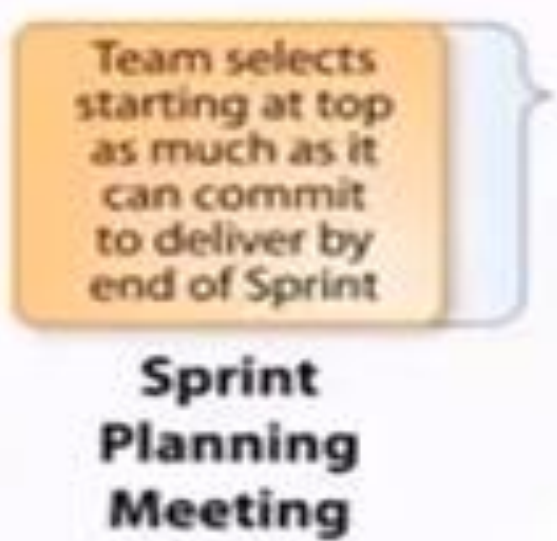 Team selects
starting at top
as much as it
can commit
to deliver by
end of Sprint
Sprint
Planning
Meeting